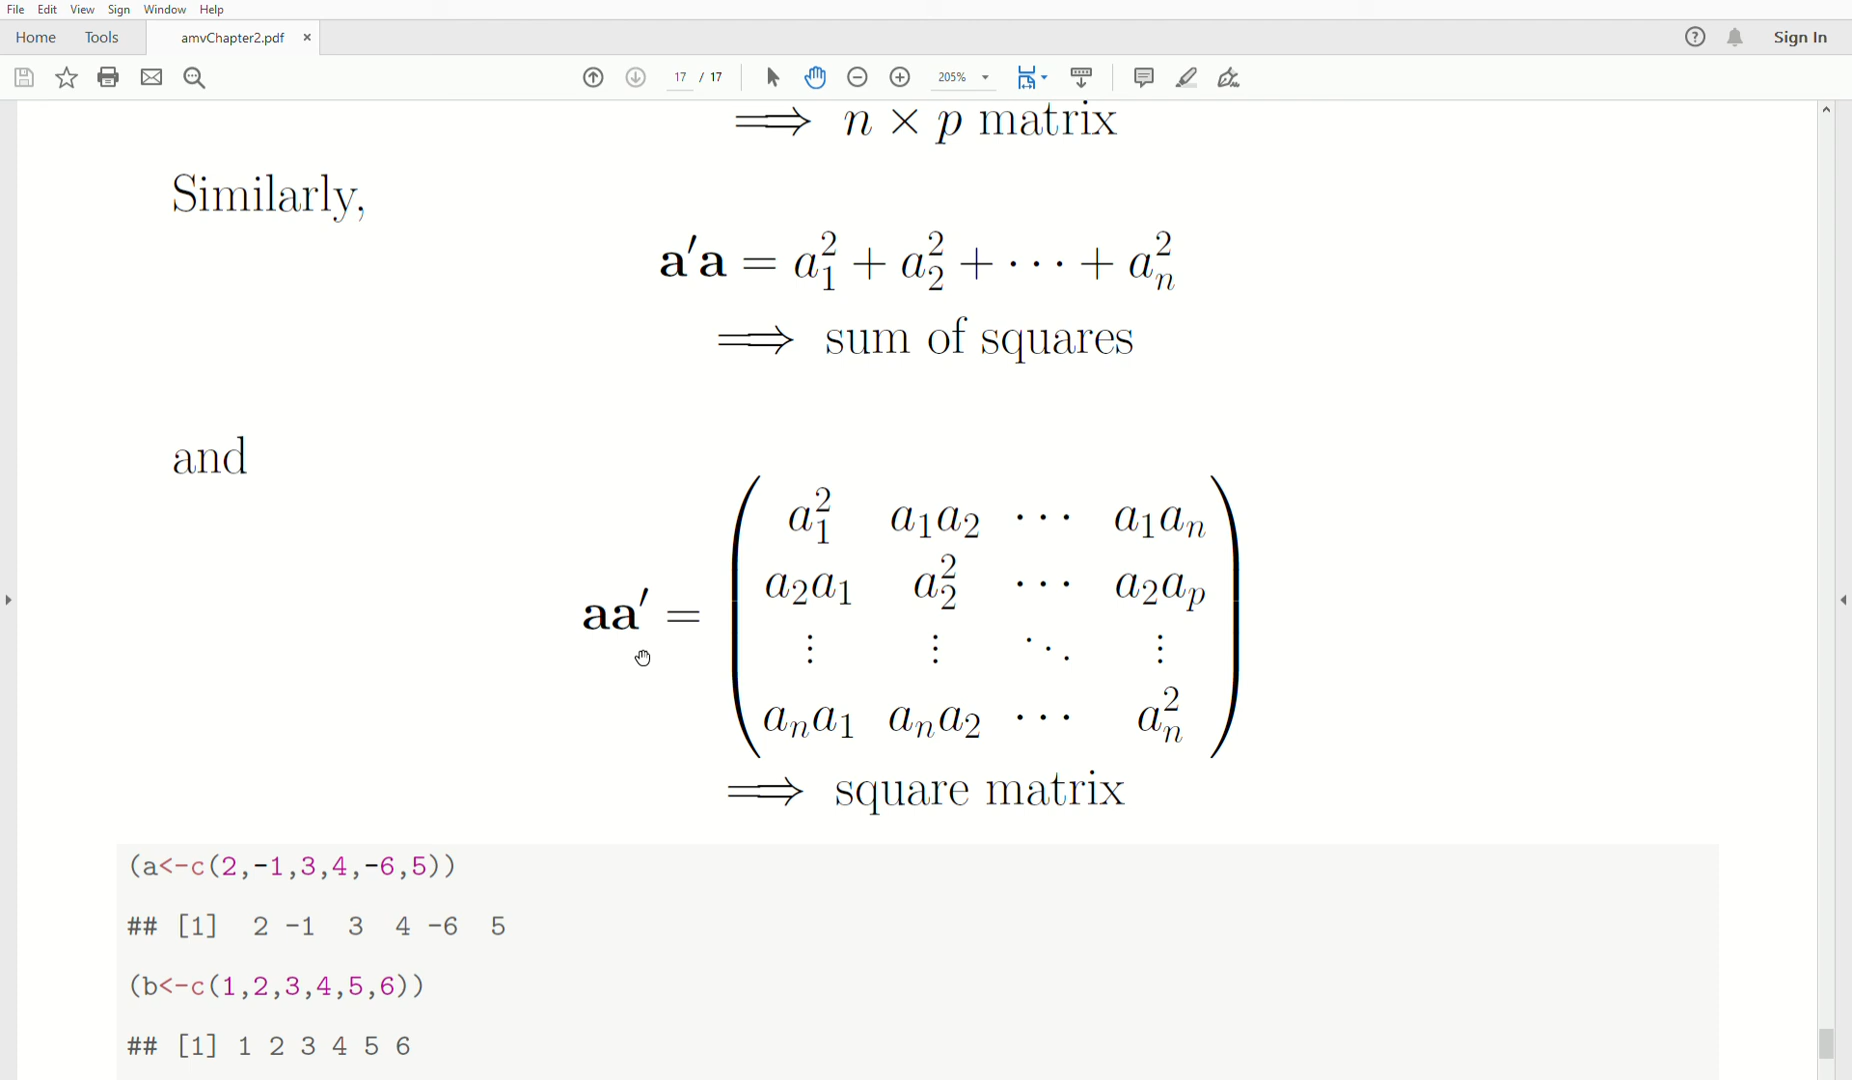 File Edit View Sign Window Help
Home Tools amvChapter2.pdf × Sign In
17 / 17 205%
⟹ n × p matrix
Similarly,
a′a = a₁² + a₂² + ··· + aₙ²
⟹ sum of squares
and
a₁² a₁a₂ ··· a₁aₙ
a₂a₁ a₂² ··· a₂aₚ
aa′ =
⋮ ⋮ ⋱ ⋮
aₙa₁ aₙa₂ ··· aₙ²
⟹ square matrix
(a<-c(2,-1,3,4,-6,5))
## [1] 2 -1 3 4 -6 5
(b<-c(1,2,3,4,5,6))
## [1] 1 2 3 4 5 6